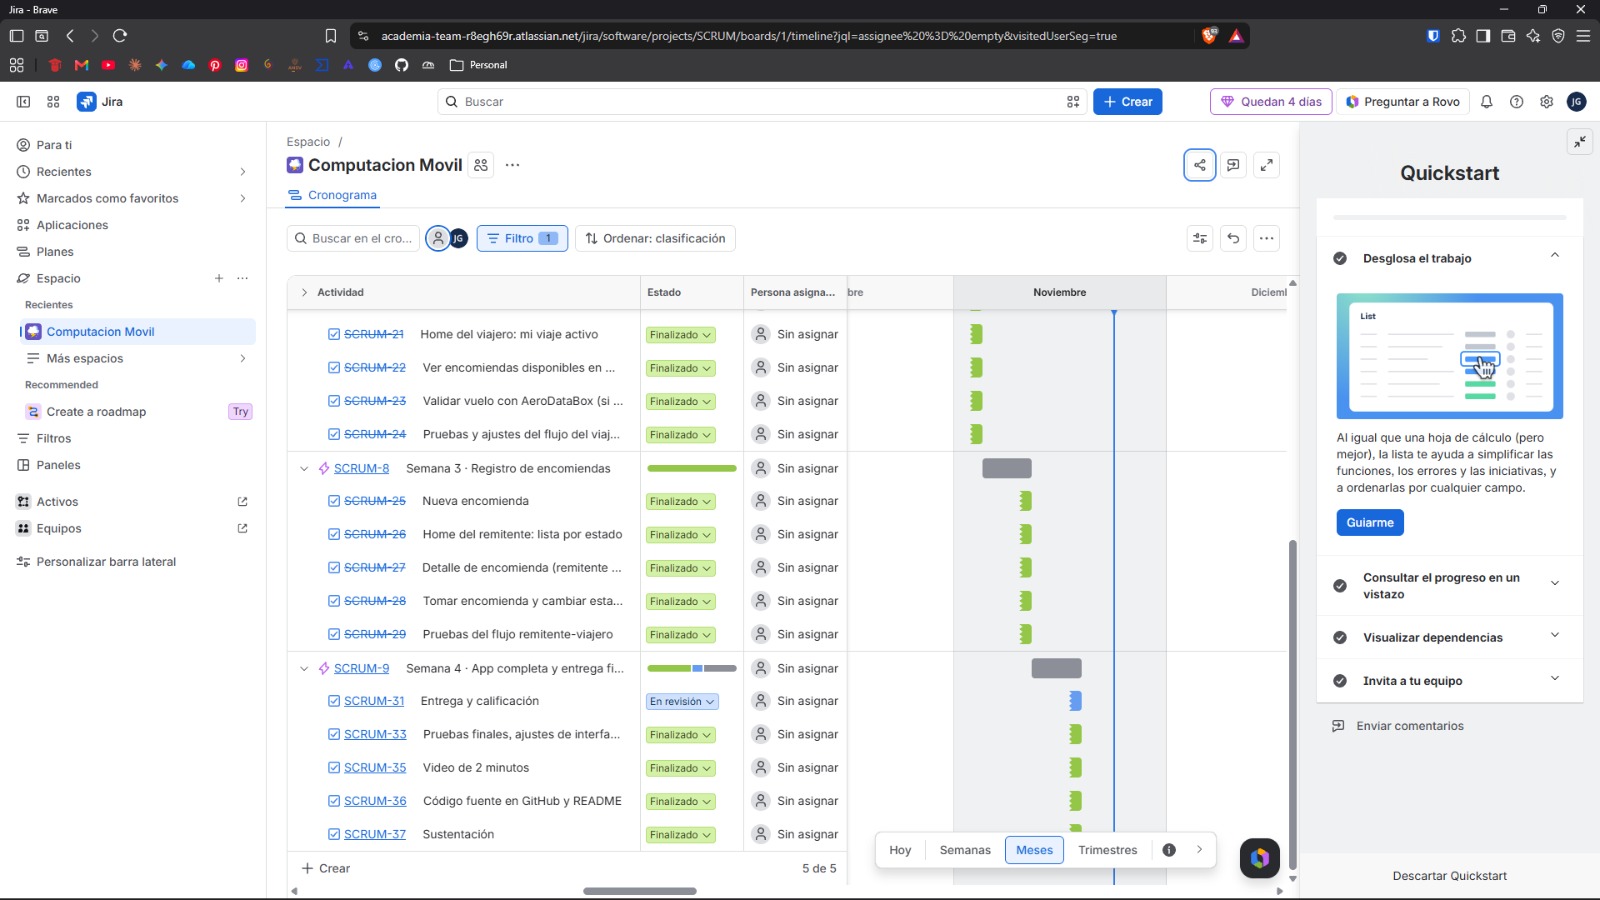 Jira - Brave
academia-team-r8egh69r.atlassian.net/jira/software/projects/SCRUM/boards/1/timeline?jql=assignee%20%3D%20empty&visitedUserSeg=true
Personal
Jira
Buscar
Crear
Quedan 4 días
Preguntar a Rovo
JG
Para ti
Recientes
Marcados como favoritos
Aplicaciones
Planes
Espacio
Recientes
Computacion Movil
Más espacios
Recommended
Create a roadmap
Try
Filtros
Paneles
Activos
Equipos
Personalizar barra lateral
Espacio /
Computacion Movil
Cronograma
Buscar en el cro...
JG
Filtro 1
Ordenar: clasificación
Actividad Estado Persona asigna... bre Noviembre Diciem
SCRUM-21 Home del viajero: mi viaje activo Finalizado Sin asignar
SCRUM-22 Ver encomiendas disponibles en ... Finalizado Sin asignar
SCRUM-23 Validar vuelo con AeroDataBox (si ... Finalizado Sin asignar
SCRUM-24 Pruebas y ajustes del flujo del viaj... Finalizado Sin asignar
SCRUM-8 Semana 3 · Registro de encomiendas Sin asignar
SCRUM-25 Nueva encomienda Finalizado Sin asignar
SCRUM-26 Home del remitente: lista por estado Finalizado Sin asignar
SCRUM-27 Detalle de encomienda (remitente ... Finalizado Sin asignar
SCRUM-28 Tomar encomienda y cambiar esta... Finalizado Sin asignar
SCRUM-29 Pruebas del flujo remitente-viajero Finalizado Sin asignar
SCRUM-9 Semana 4 · App completa y entrega fi... Sin asignar
SCRUM-31 Entrega y calificación En revisión Sin asignar
SCRUM-33 Pruebas finales, ajustes de interfa... Finalizado Sin asignar
SCRUM-35 Video de 2 minutos Finalizado Sin asignar
SCRUM-36 Código fuente en GitHub y README Finalizado Sin asignar
SCRUM-37 Sustentación Finalizado Sin asignar
Crear 5 de 5
Hoy Semanas Meses Trimestres
Quickstart
Desglosa el trabajo
List
Al igual que una hoja de cálculo (pero
mejor), la lista te ayuda a simplificar las
funciones, los errores y las iniciativas, y
a ordenarlas por cualquier campo.
Guiarme
Consultar el progreso en un
vistazo
Visualizar dependencias
Invita a tu equipo
Enviar comentarios
Descartar Quickstart